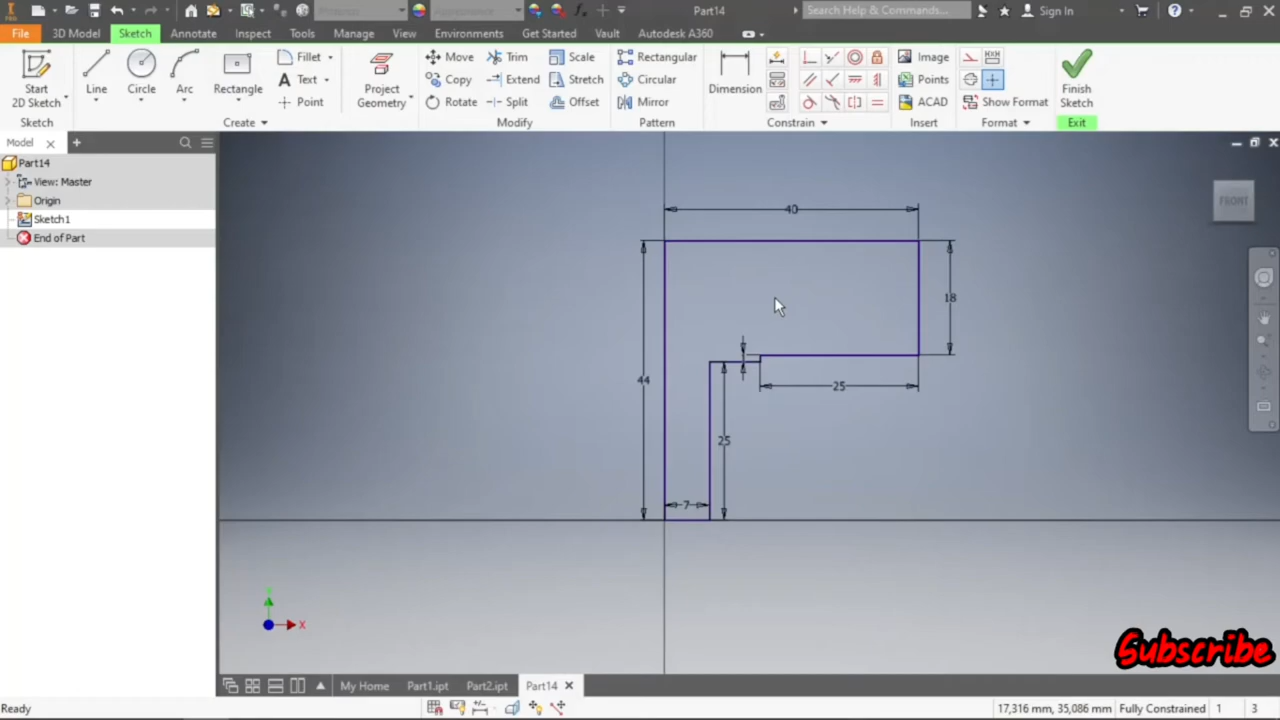 PRO
Material
Appearance
Part14
Search Help & Commands...
Sign In
File
3D Model
Sketch
Annotate
Inspect
Tools
Manage
View
Environments
Get Started
Vault
Autodesk A360
Start
2D Sketch
Line
Circle
Arc
Rectangle
Fillet
Text
Point
Project
Geometry
Move
Copy
Rotate
Trim
Extend
Split
Scale
Stretch
Offset
Rectangular
Circular
Mirror
Dimension
Image
Points
ACAD
Show Format
Finish
Sketch
Sketch
Create
Modify
Pattern
Constrain
Insert
Format
Exit
Model
Part14
View: Master
Origin
Sketch1
End of Part
FRONT
40
18
44
25
25
7
X
Subscribe
My Home
Part1.ipt
Part2.ipt
Part14
Ready
17,316 mm, 35,086 mm
Fully Constrained
1
3